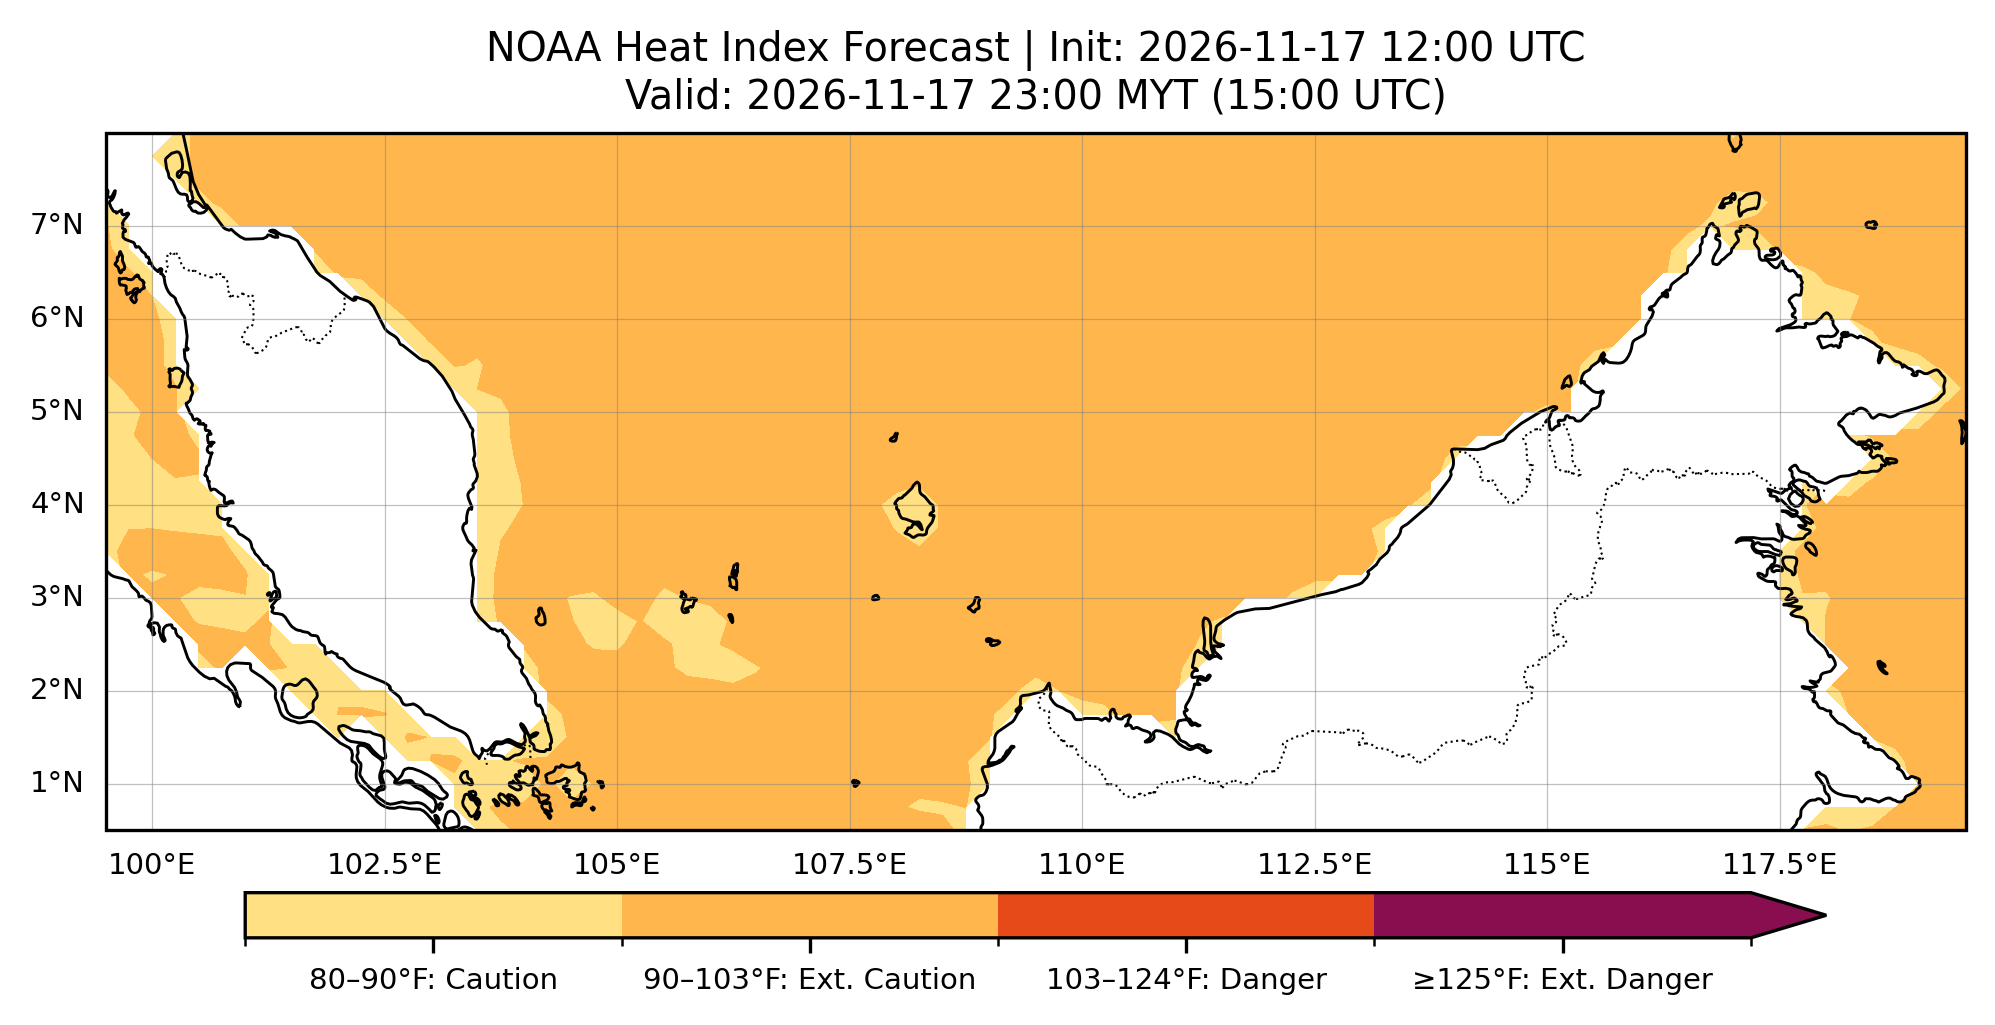 NOAA Heat Index Forecast | Init: 2026-11-17 12:00 UTC
Valid: 2026-11-17 23:00 MYT (15:00 UTC)
7°N
6°N
5°N
4°N
3°N
2°N
1°N
100°E
102.5°E
105°E
107.5°E
110°E
112.5°E
115°E
117.5°E
80–90°F: Caution
90–103°F: Ext. Caution
103–124°F: Danger
≥125°F: Ext. Danger